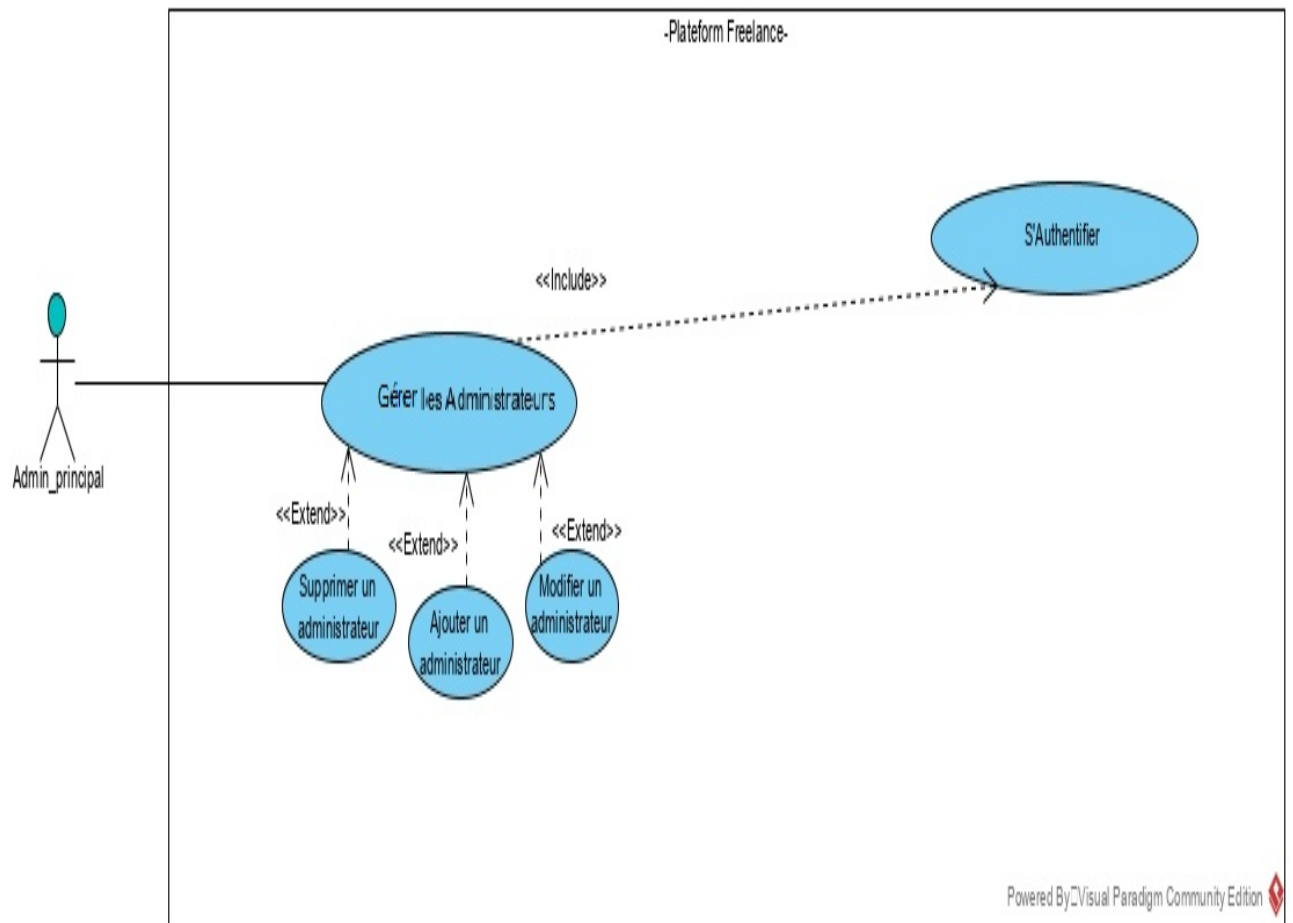 -Plateform Freelance-
S'Authentifier
<<Include>>
Gérer les Administrateurs
Admin_principal
<<Extend>>
<<Extend>>
<<Extend>>
Supprimer un
administrateur
Ajouter un
administrateur
Modifier un
administrateur
Powered By Visual Paradigm Community Edition